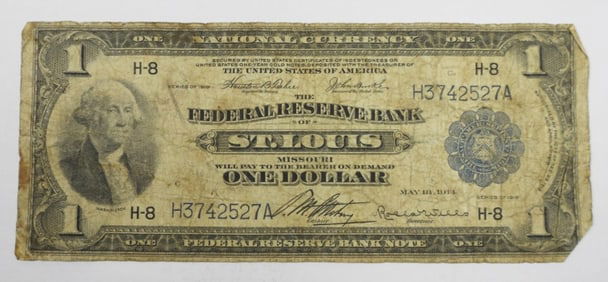 1 ONE NATIONAL CURRENCY ONE 1
SECURED BY UNITED STATES CERTIFICATES OF INDEBTEDNESS OR
UNITED STATES ONE-YEAR GOLD NOTES, DEPOSITED WITH THE TREASURER OF
H-8 THE UNITED STATES OF AMERICA H-8
SERIES OF 1918
THE
FEDERAL RESERVE BANK
H3742527A
OF
ST. LOUIS
MISSOURI
WILL PAY TO THE BEARER ON DEMAND
ONE DOLLAR
MAY 18, 1914
WASHINGTON
SERIES OF 1918
1 H-8 H3742527A H-8 1
Governor
ONE FEDERAL RESERVE BANK NOTE ONE